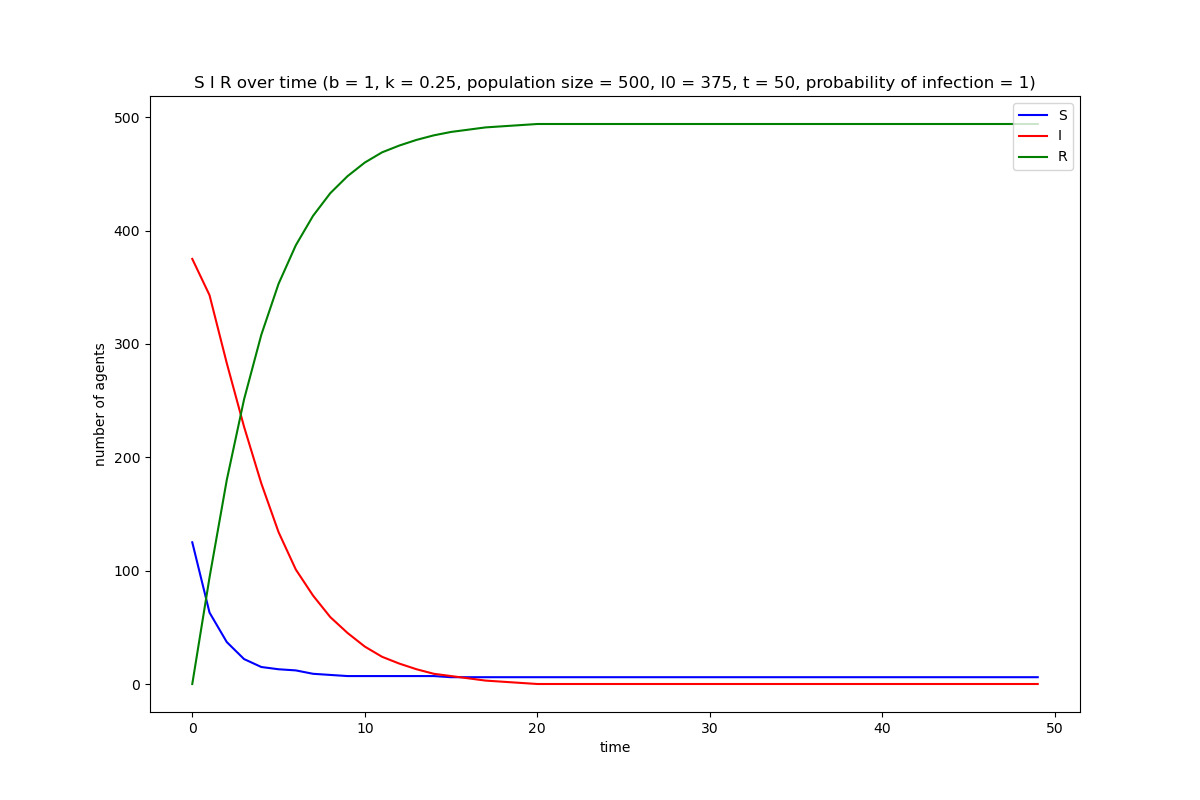 S I R over time (b = 1, k = 0.25, population size = 500, I0 = 375, t = 50, probability of infection = 1)
S
I
R
500
400
300
200
100
0
number of agents
0 10 20 30 40 50
time